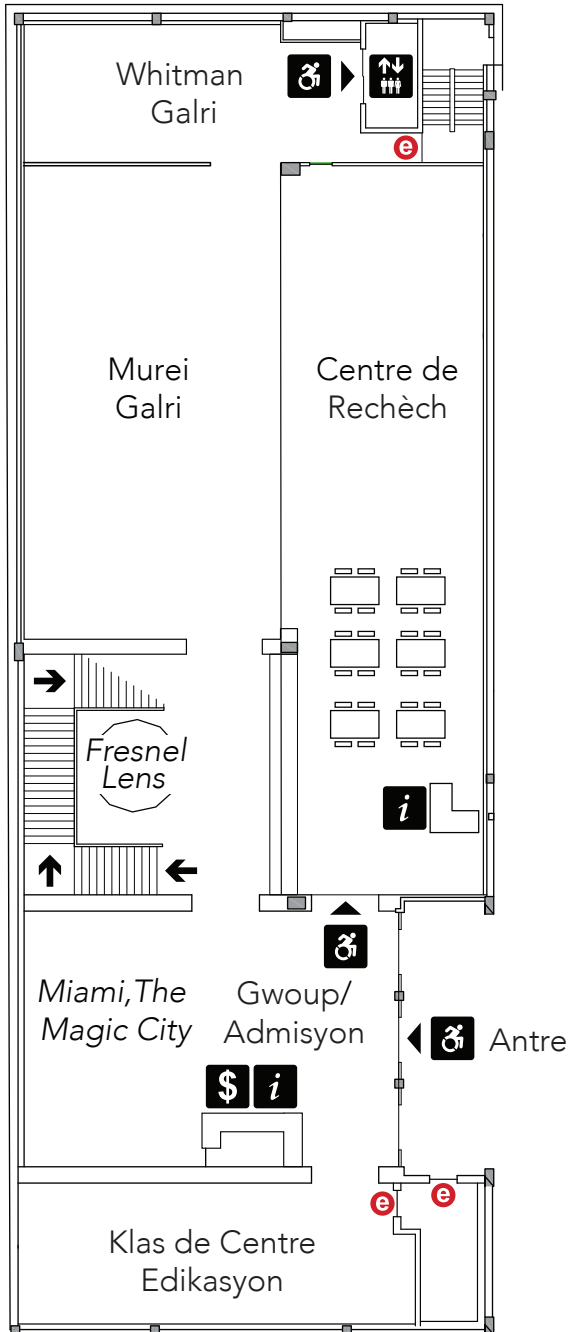 Whitman
Galri
e
Murei
Galri
Centre de
Rechèch
Fresnel
Lens
i
Miami,The
Magic City
Gwoup/
Admisyon
Antre
$ i
e e
Klas de Centre
Edikasyon